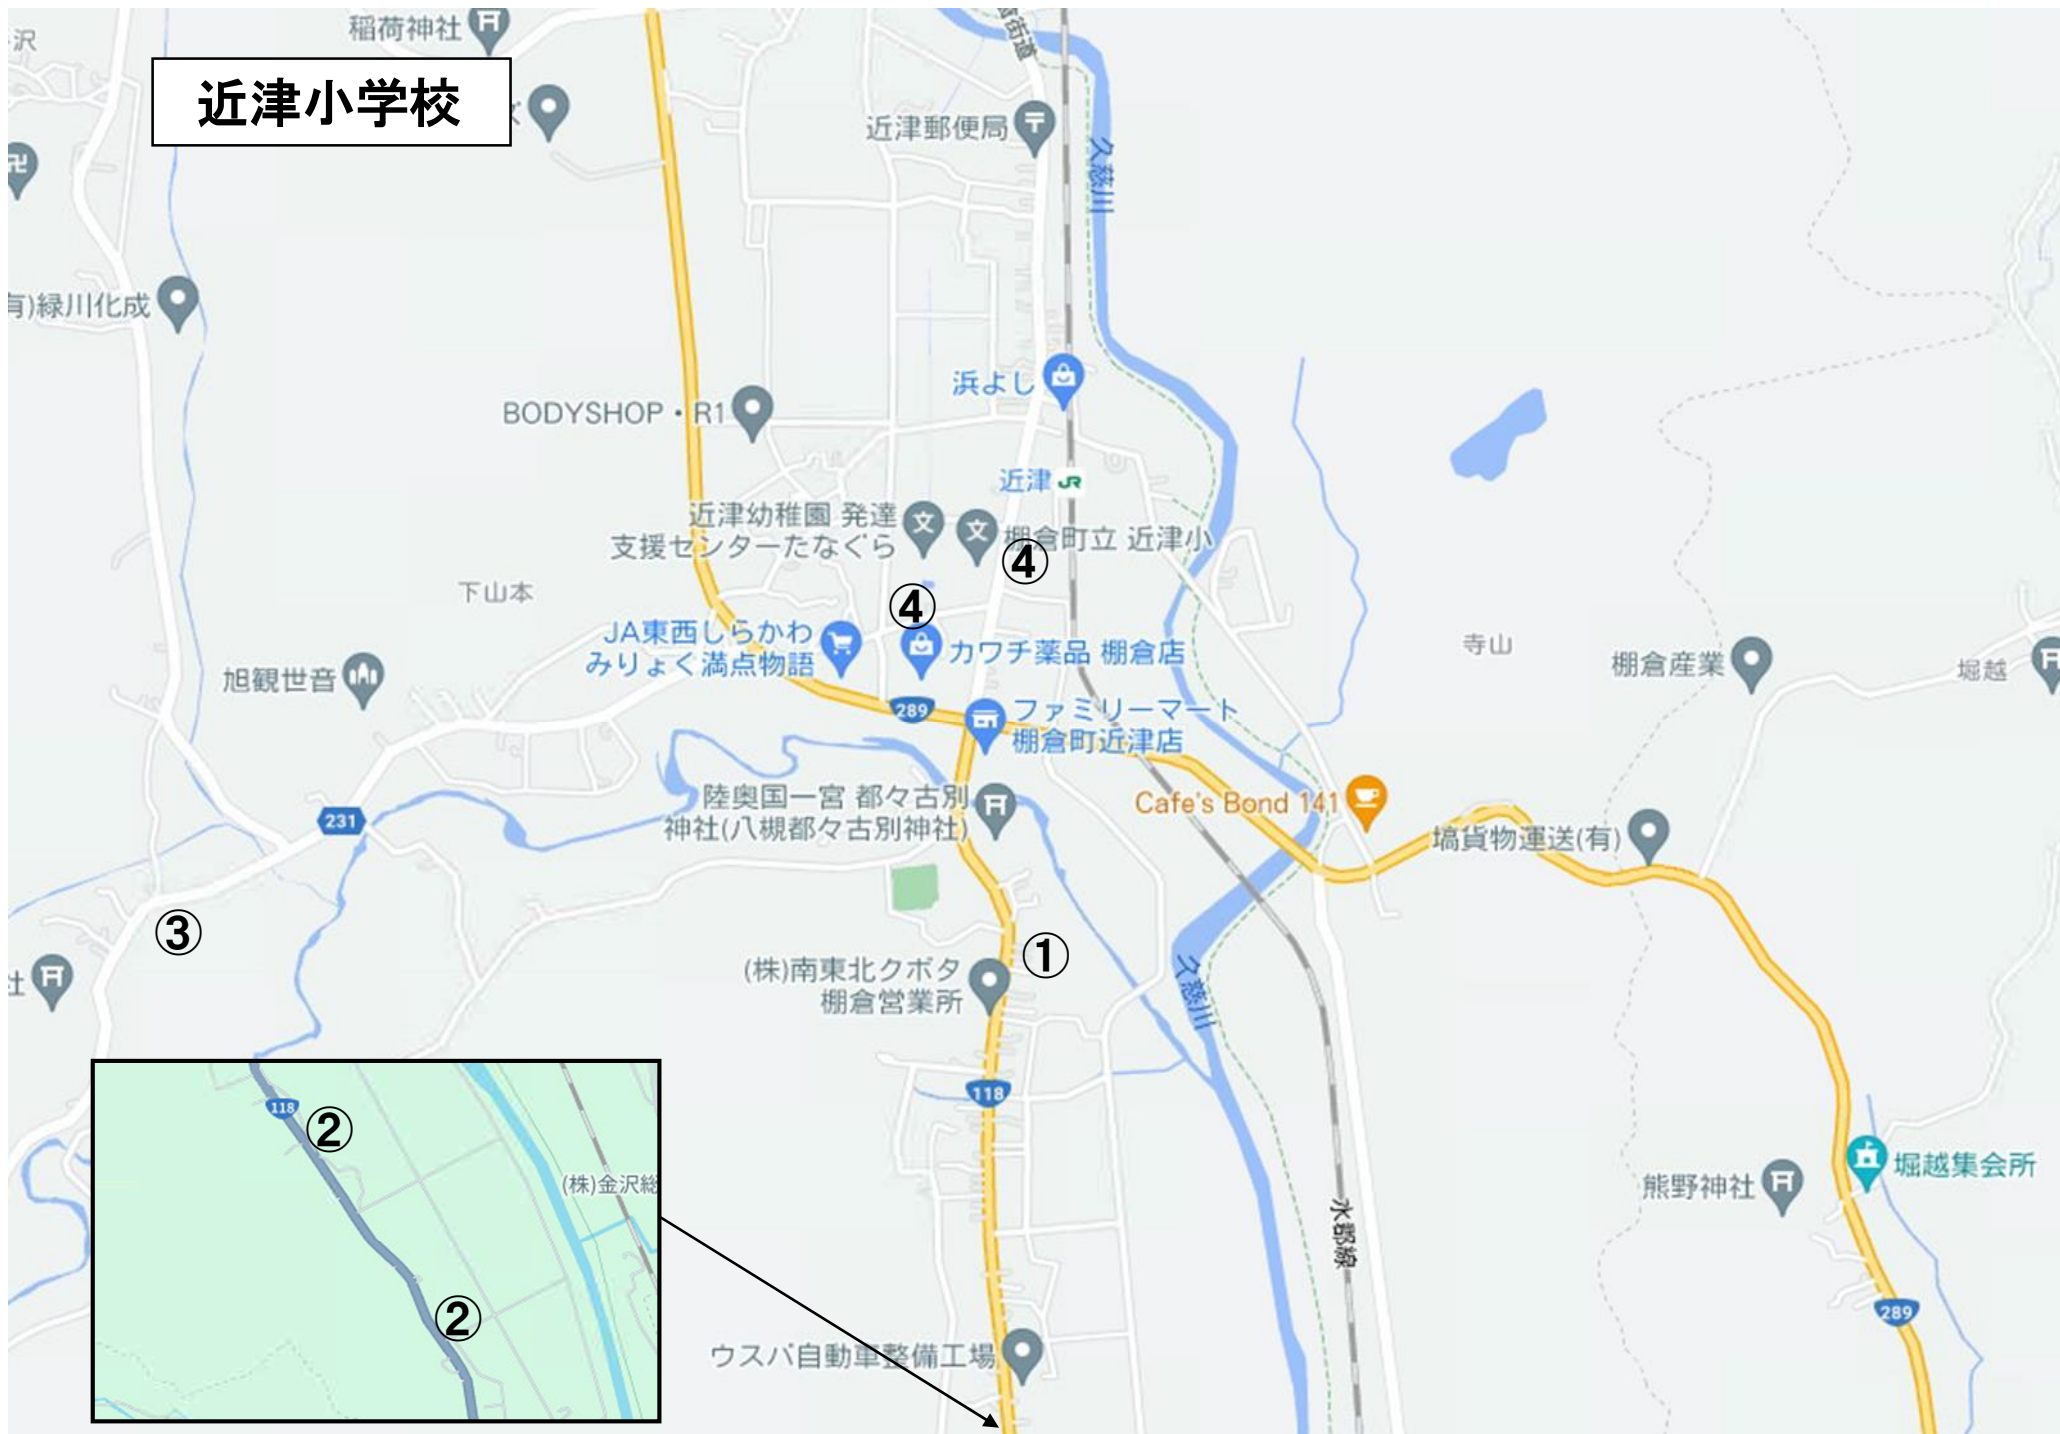 稲荷神社
沢
近津小学校
街道
近津郵便局
久慈川
有)緑川化成
浜よし
BODYSHOP・R1
近津
JR
近津幼稚園 発達
支援センターたなぐら
棚倉町立 近津小
④
④
下山本
JA東西しらかわ
みりょく満点物語
カワチ薬品 棚倉店
寺山
棚倉産業
堀越
旭観世音
289
ファミリーマート
棚倉町近津店
陸奥国一宮 都々古別
神社(八槻都々古別神社)
Cafe's Bond 141
231
塙貨物運送(有)
③
①
社
(株)南東北クボタ
棚倉営業所
久慈川
118
118
②
(株)金沢総
②
堀越集会所
熊野神社
水郡線
289
ウスバ自動車整備工場